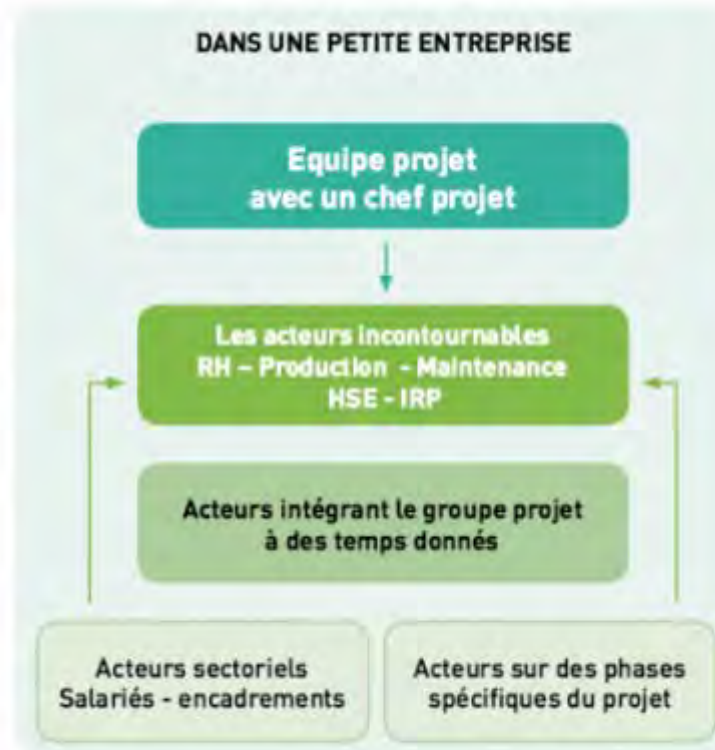 DANS UNE PETITE ENTREPRISE
Equipe projet
avec un chef projet
Les acteurs incontournables
RH – Production - Maintenance
HSE - IRP
Acteurs intégrant le groupe projet
à des temps donnés
Acteurs sectoriels
Salariés - encadrements
Acteurs sur des phases
spécifiques du projet